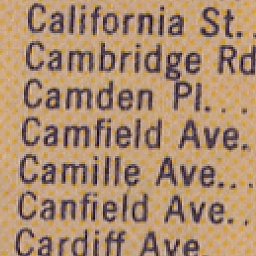 California St..
Cambridge Rd
Camden Pl. . .
Camfield Ave.
Camille Ave...
Canfield Ave. .
Cardiff Ave.